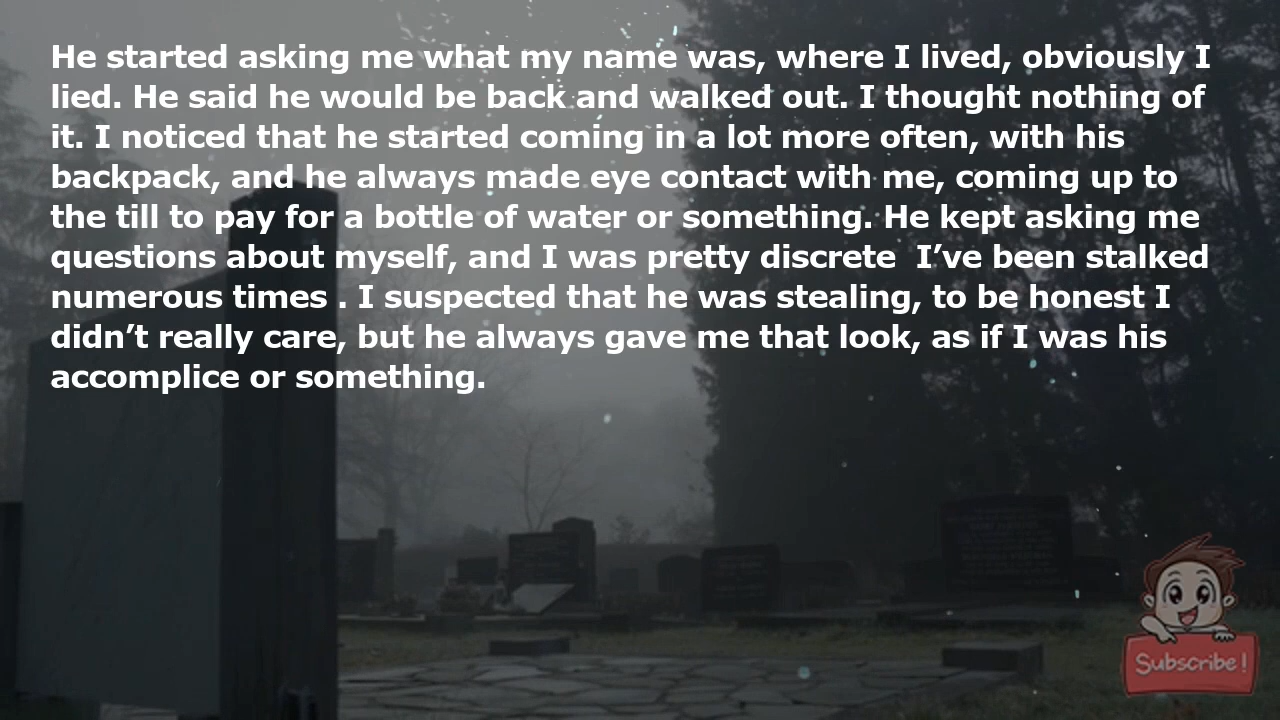 He started asking me what my name was, where I lived, obviously I
lied. He said he would be back and walked out. I thought nothing of
it. I noticed that he started coming in a lot more often, with his
backpack, and he always made eye contact with me, coming up to
the till to pay for a bottle of water or something. He kept asking me
questions about myself, and I was pretty discrete  I’ve been stalked
numerous times . I suspected that he was stealing, to be honest I
didn’t really care, but he always gave me that look, as if I was his
accomplice or something.
Subscribe!